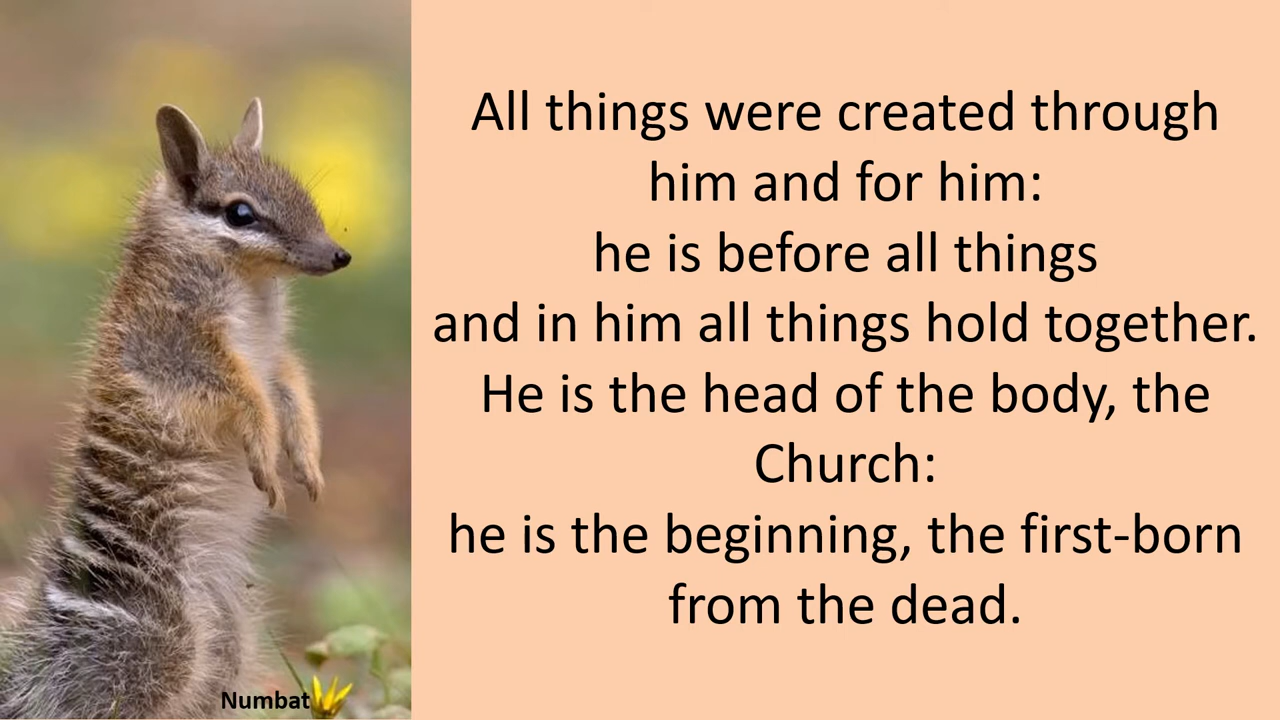 All things were created through
him and for him:
he is before all things
and in him all things hold together.
He is the head of the body, the
Church:
he is the beginning, the first-born
from the dead.
Numbat